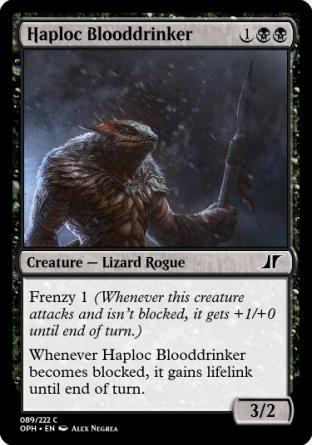 Haploc Blooddrinker 1
Creature — Lizard Rogue
Frenzy 1 (Whenever this creature
attacks and isn't blocked, it gets +1/+0
until end of turn.)
Whenever Haploc Blooddrinker
becomes blocked, it gains lifelink
until end of turn.
3/2
089/222 C
OPH • EN Alex Negrea